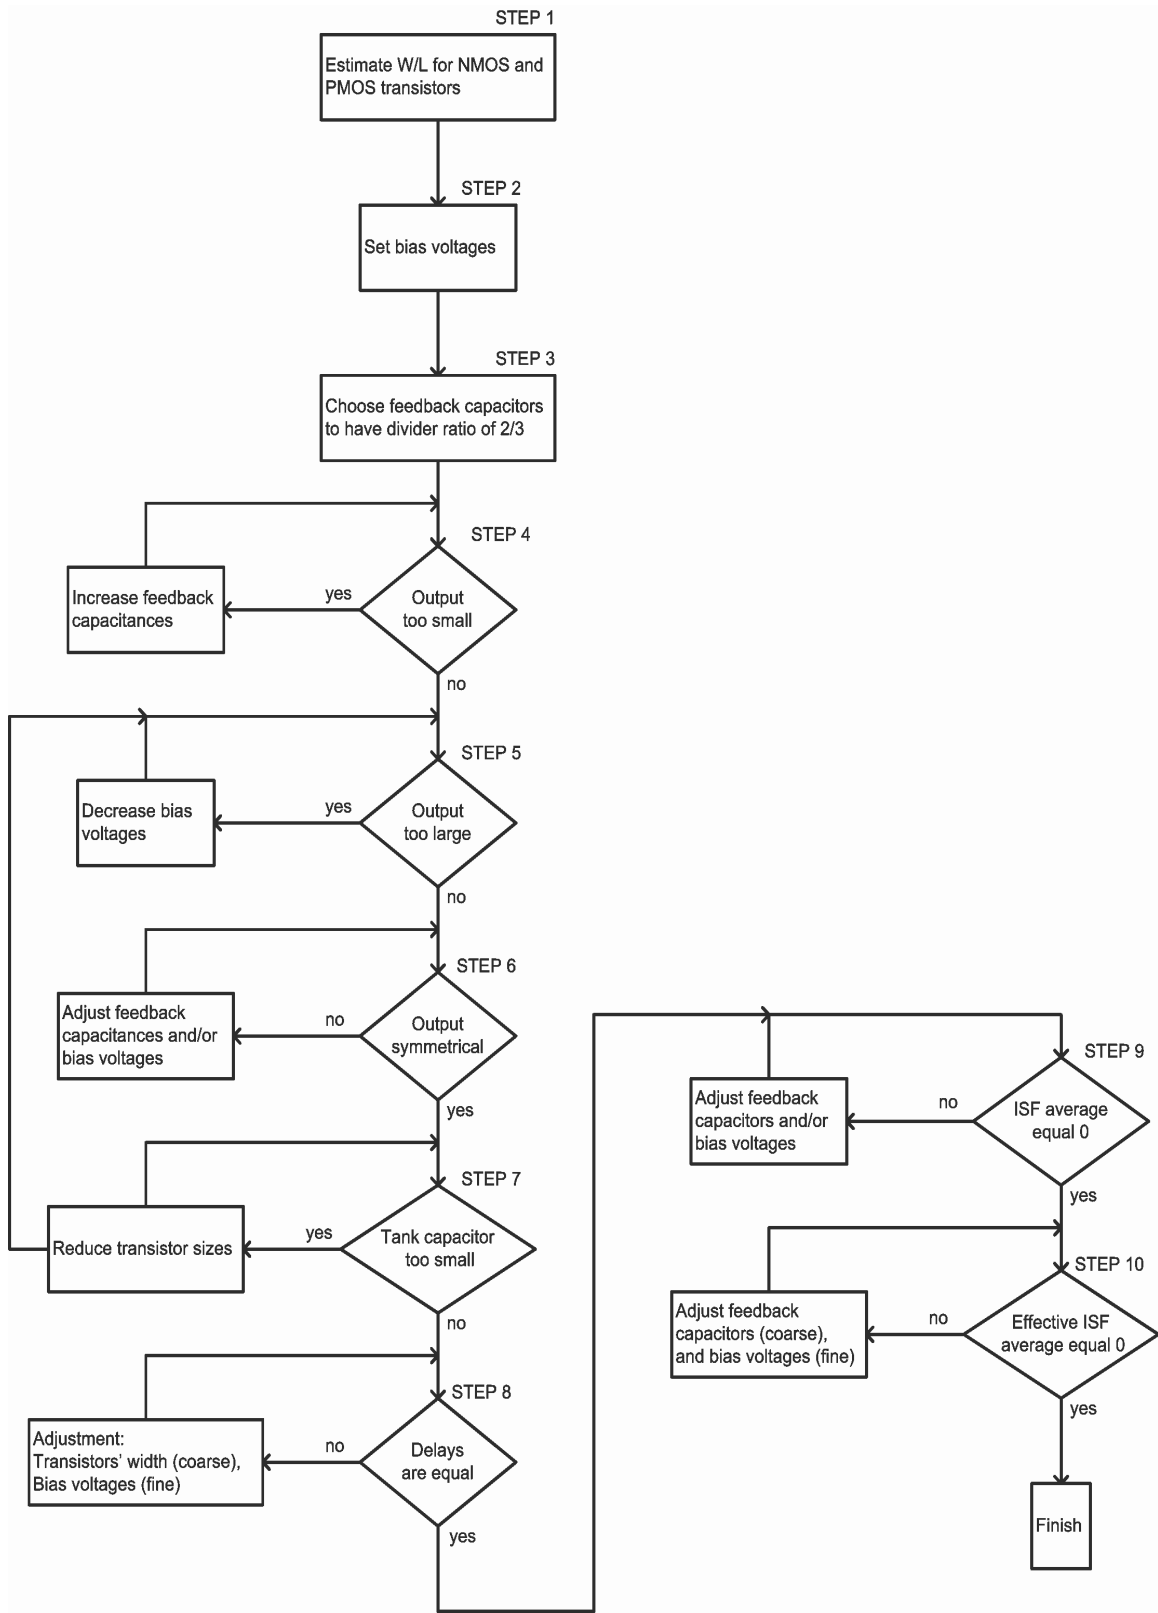 STEP 1
Estimate W/L for NMOS and
PMOS transistors
STEP 2
Set bias voltages
STEP 3
Choose feedback capacitors
to have divider ratio of 2/3
STEP 4
Increase feedback
capacitances
yes
Output
too small
no
STEP 5
Decrease bias
voltages
yes
Output
too large
no
STEP 6
Adjust feedback
capacitances and/or
bias voltages
no
Output
symmetrical
yes
STEP 7
Reduce transistor sizes
yes
Tank capacitor
too small
no
STEP 8
Adjustment:
Transistors' width (coarse),
Bias voltages (fine)
no
Delays
are equal
yes
STEP 9
Adjust feedback
capacitors and/or
bias voltages
no
ISF average
equal 0
yes
STEP 10
Adjust feedback
capacitors (coarse),
and bias voltages (fine)
no
Effective ISF
average equal 0
yes
Finish